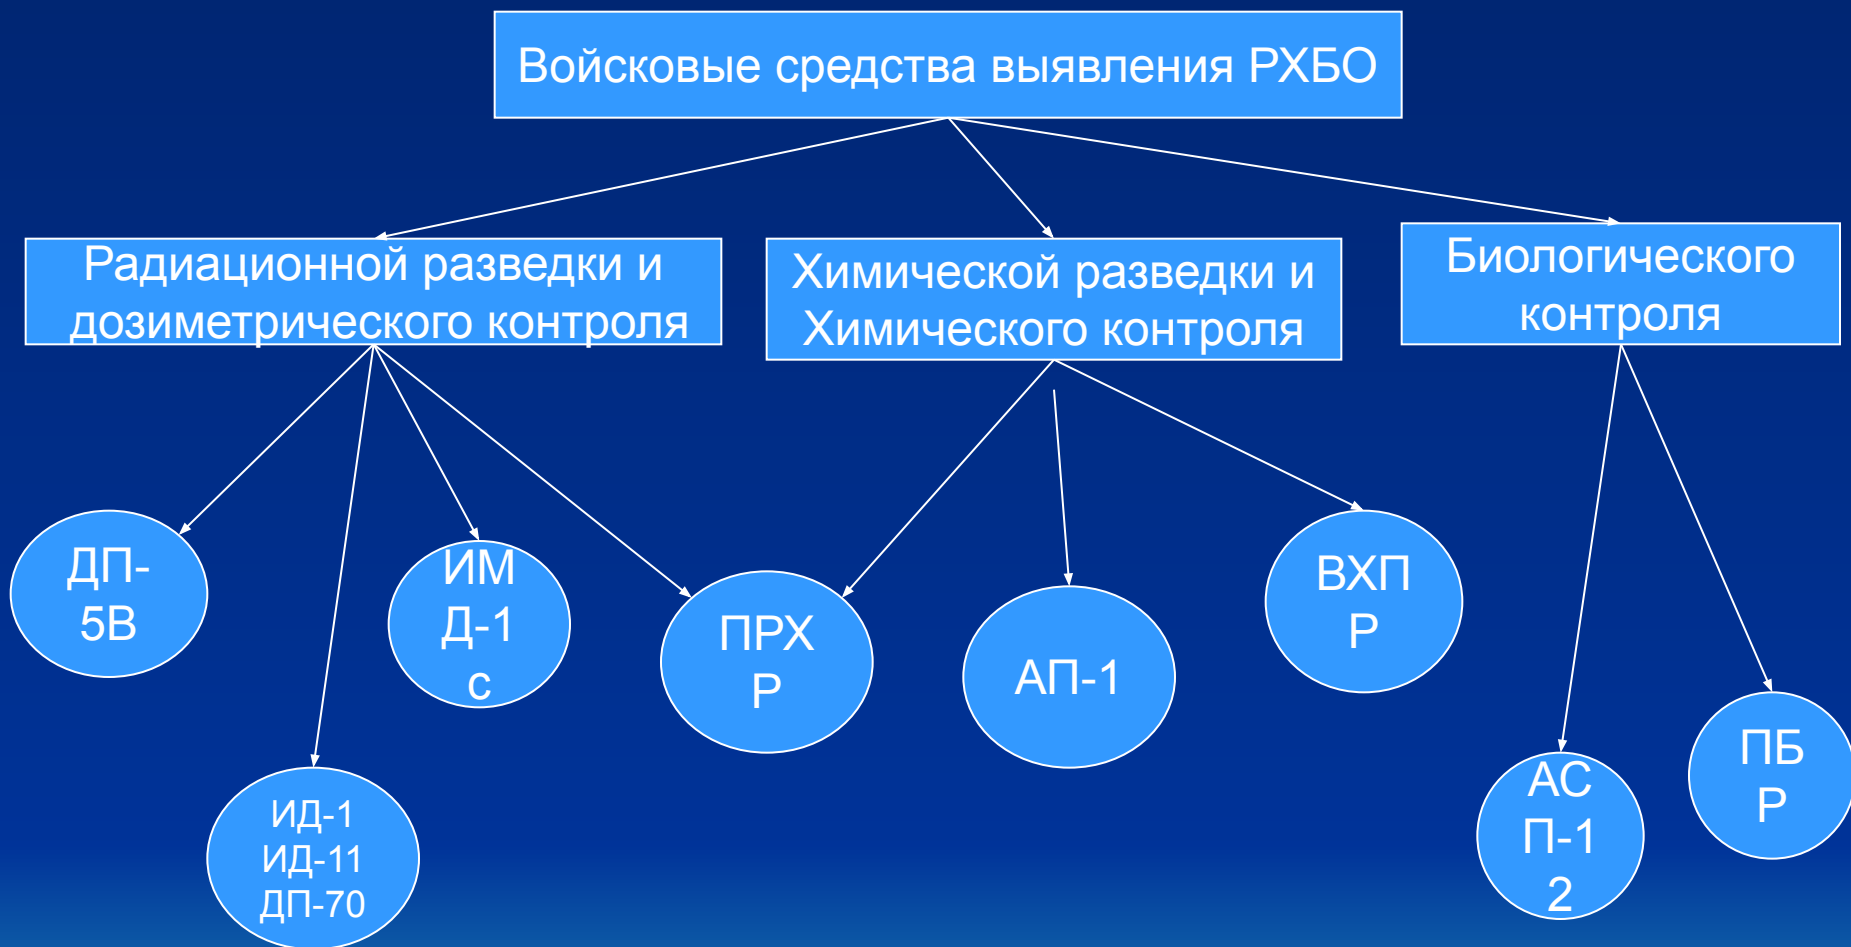 Войсковые средства выявления РХБО
Радиационной разведки и
дозиметрического контроля
Химической разведки и
Химического контроля
Биологического
контроля
ДП-
5В
ИМ
Д-1
с
ПРХ
Р
АП-1
ВХП
Р
ИД-1
ИД-11
ДП-70
АС
П-1
2
ПБ
Р